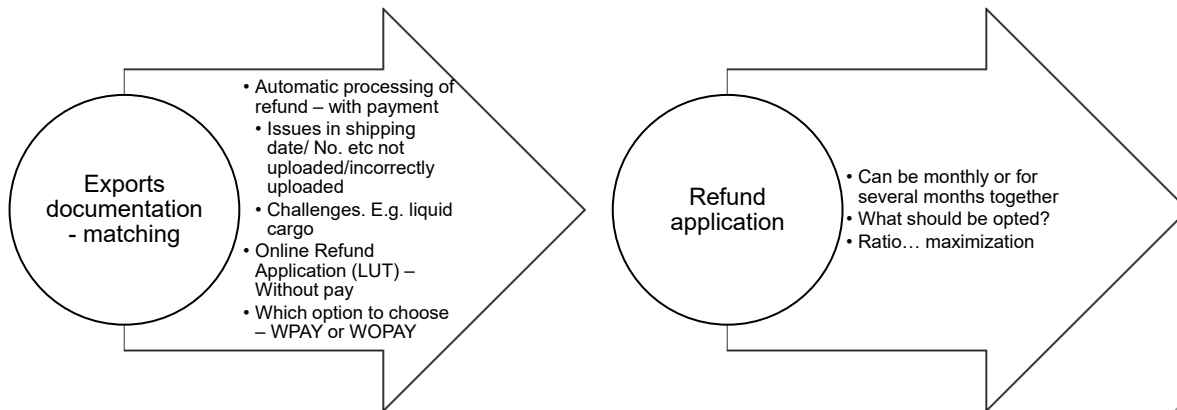 Exports
documentation
- matching
• Automatic processing of
refund – with payment
• Issues in shipping
date/ No. etc not
uploaded/incorrectly
uploaded
• Challenges. E.g. liquid
cargo
• Online Refund
Application (LUT) –
Without pay
• Which option to choose
– WPAY or WOPAY
Refund
application
• Can be monthly or for
several months together
• What should be opted?
• Ratio… maximization